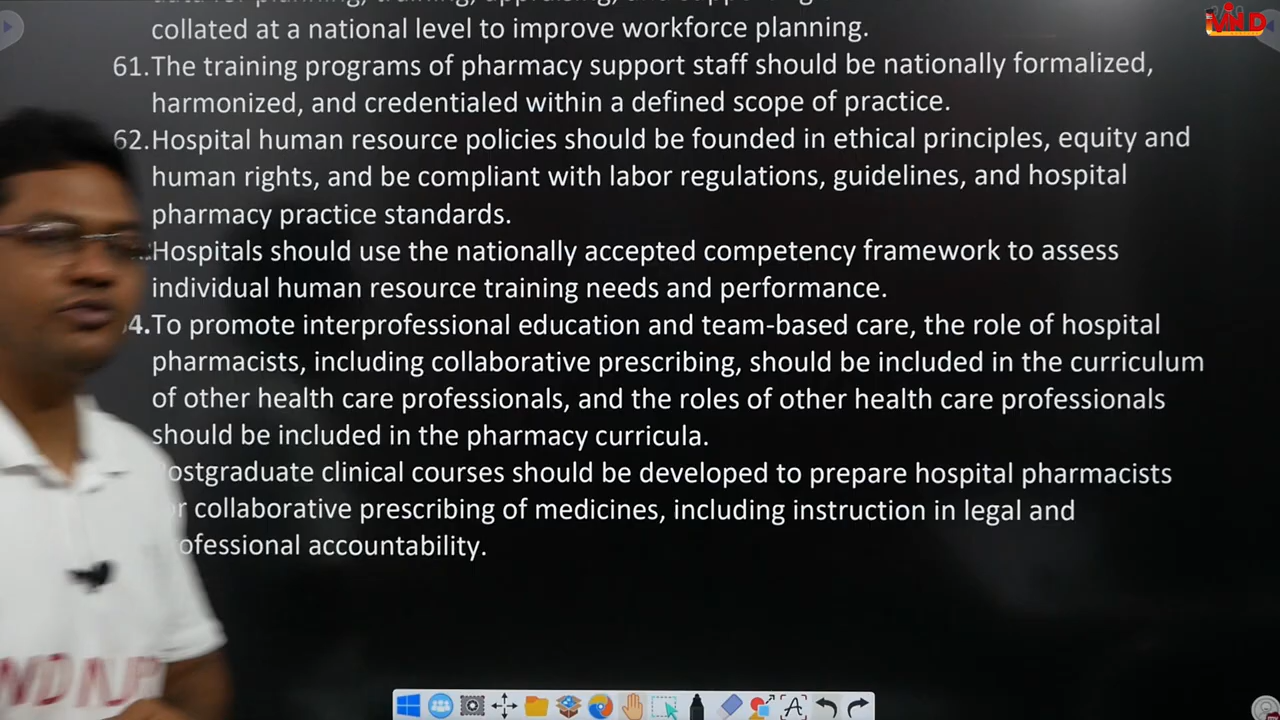 collated at a national level to improve workforce planning.
61. The training programs of pharmacy support staff should be nationally formalized,
harmonized, and credentialed within a defined scope of practice.
62. Hospital human resource policies should be founded in ethical principles, equity and
human rights, and be compliant with labor regulations, guidelines, and hospital
pharmacy practice standards.
Hospitals should use the nationally accepted competency framework to assess
individual human resource training needs and performance.
4. To promote interprofessional education and team-based care, the role of hospital
pharmacists, including collaborative prescribing, should be included in the curriculum
of other health care professionals, and the roles of other health care professionals
should be included in the pharmacy curricula.
ostgraduate clinical courses should be developed to prepare hospital pharmacists
r collaborative prescribing of medicines, including instruction in legal and
ofessional accountability.